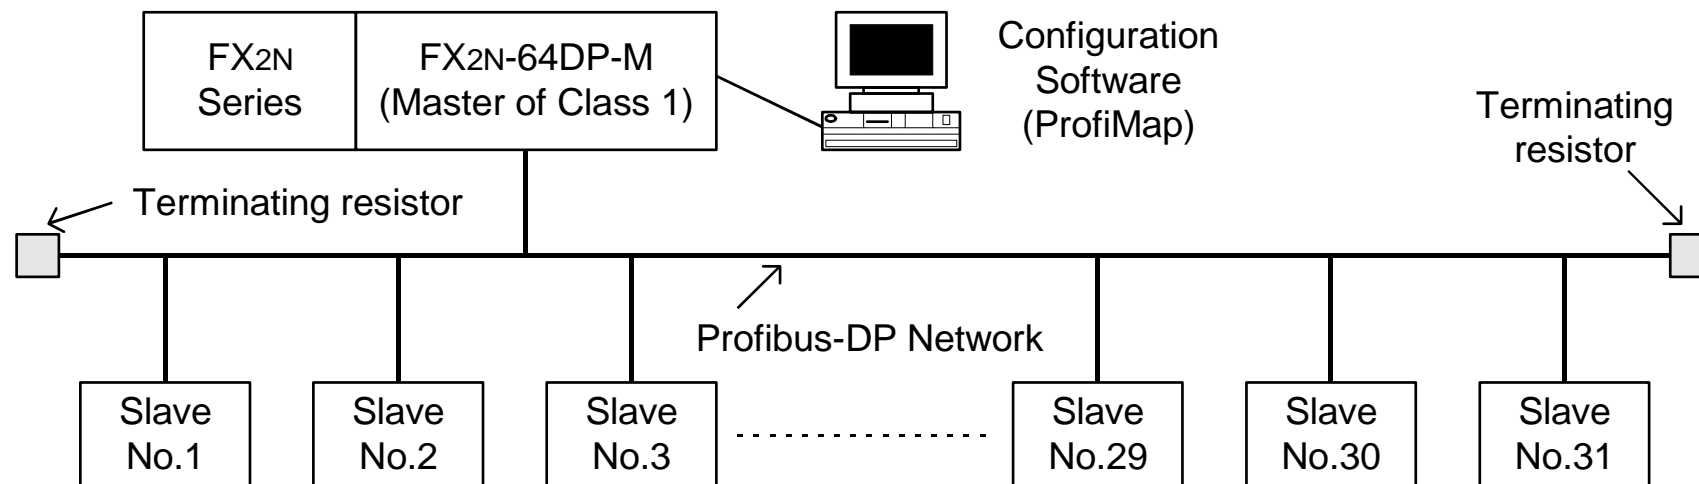 FX2N
Series
FX2N-64DP-M
(Master of Class 1)
Configuration
Software
(ProfiMap)
Terminating
resistor
Terminating resistor
Profibus-DP Network
Slave
No.1
Slave
No.2
Slave
No.3
Slave
No.29
Slave
No.30
Slave
No.31